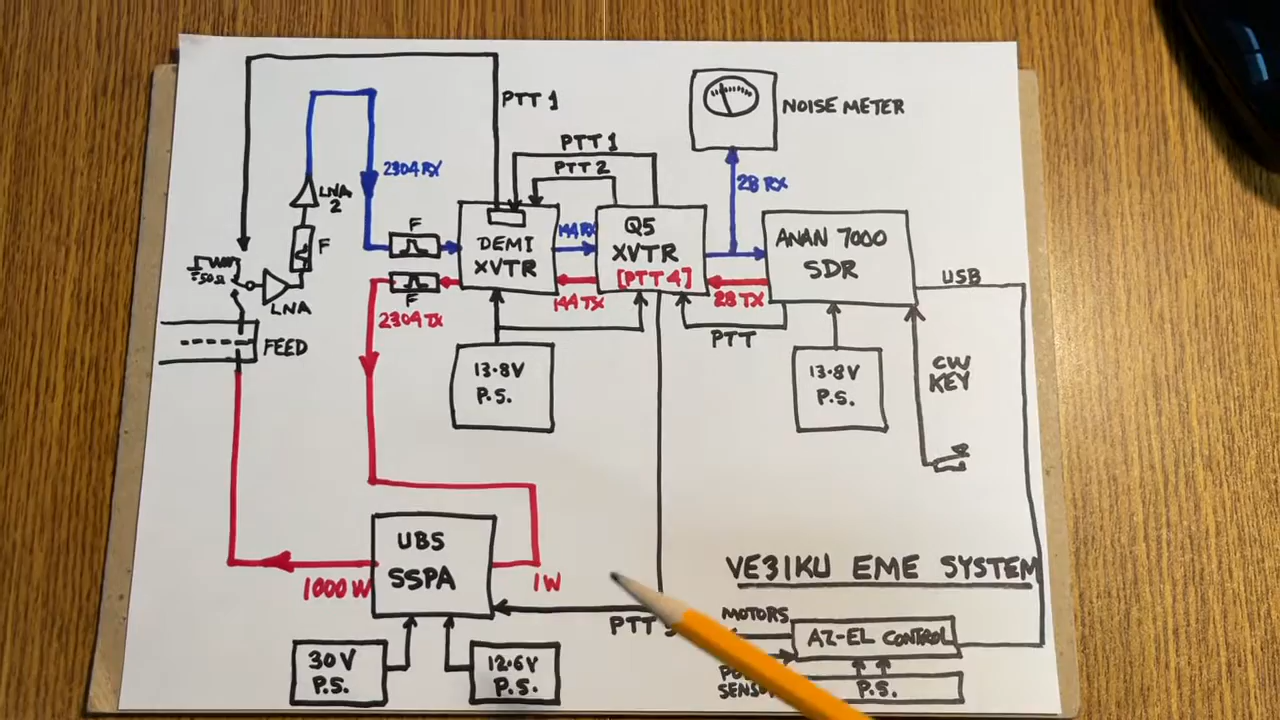 PTT 1
NOISE METER
PTT 1
PTT 2
2304 RX
28 RX
LNA
2
F
DEMI
XVTR
144 RX
Q5
XVTR
[PTT 4]
ANAN 7000
SDR
50Ω
LNA
F
2304 TX
144 TX
28 TX
USB
PTT
FEED
13.8V
P.S.
13.8V
P.S.
CW
KEY
UB5
SSPA
1000 W
1W
VE3IKU EME SYSTEM
PTT
MOTORS
AZ-EL CONTROL
30V
P.S.
12.6V
P.S.
P.S.